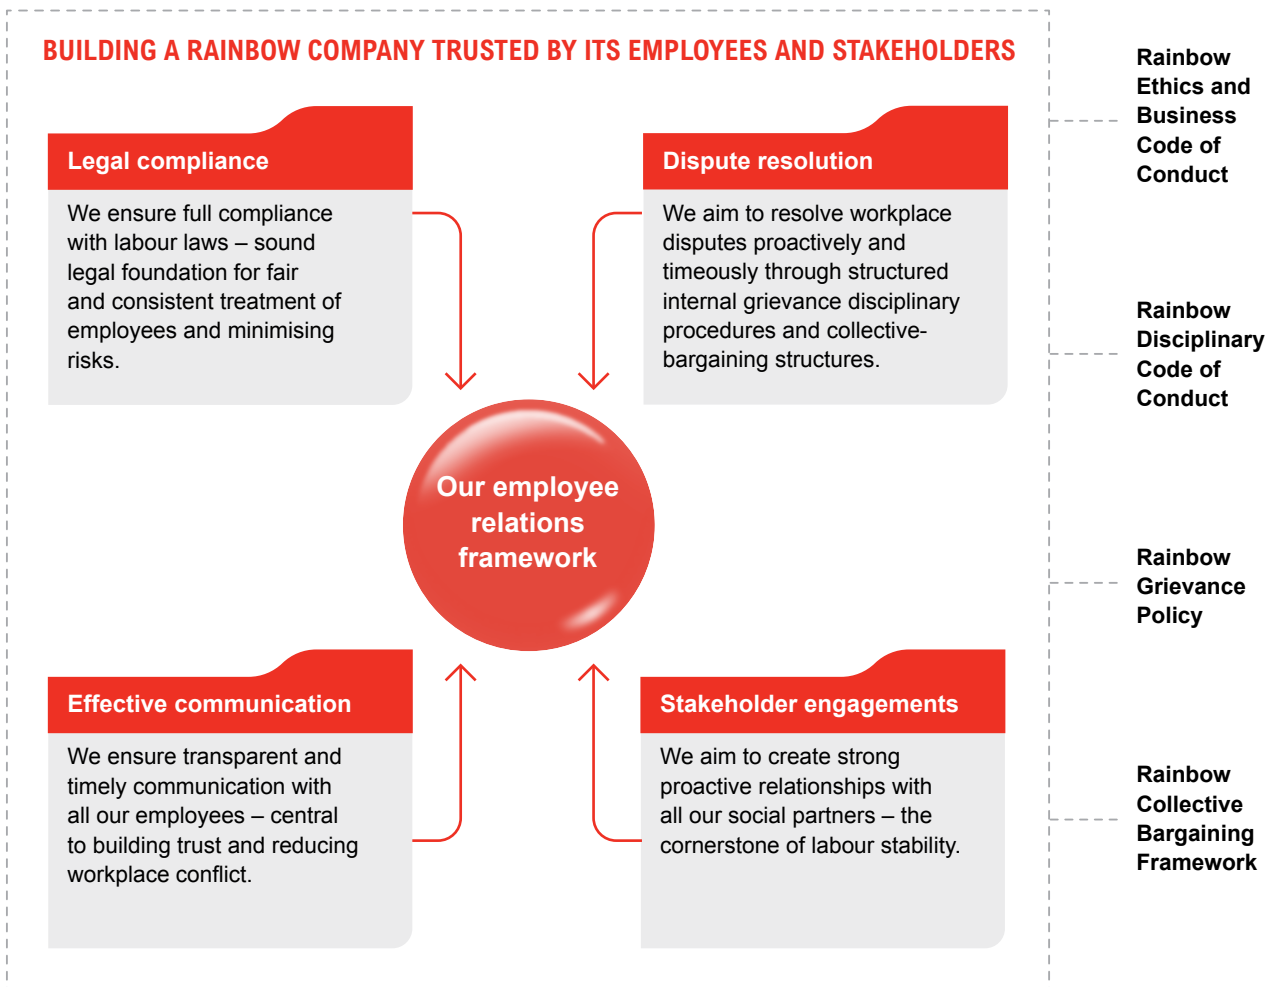 BUILDING A RAINBOW COMPANY TRUSTED BY ITS EMPLOYEES AND STAKEHOLDERS
Legal compliance
We ensure full compliance
with labour laws – sound
legal foundation for fair
and consistent treatment of
employees and minimising
risks.
Dispute resolution
We aim to resolve workplace
disputes proactively and
timeously through structured
internal grievance disciplinary
procedures and collective-
bargaining structures.
Our employee
relations
framework
Effective communication
We ensure transparent and
timely communication with
all our employees – central
to building trust and reducing
workplace conflict.
Stakeholder engagements
We aim to create strong
proactive relationships with
all our social partners – the
cornerstone of labour stability.
Rainbow
Ethics and
Business
Code of
Conduct
Rainbow
Disciplinary
Code of
Conduct
Rainbow
Grievance
Policy
Rainbow
Collective
Bargaining
Framework